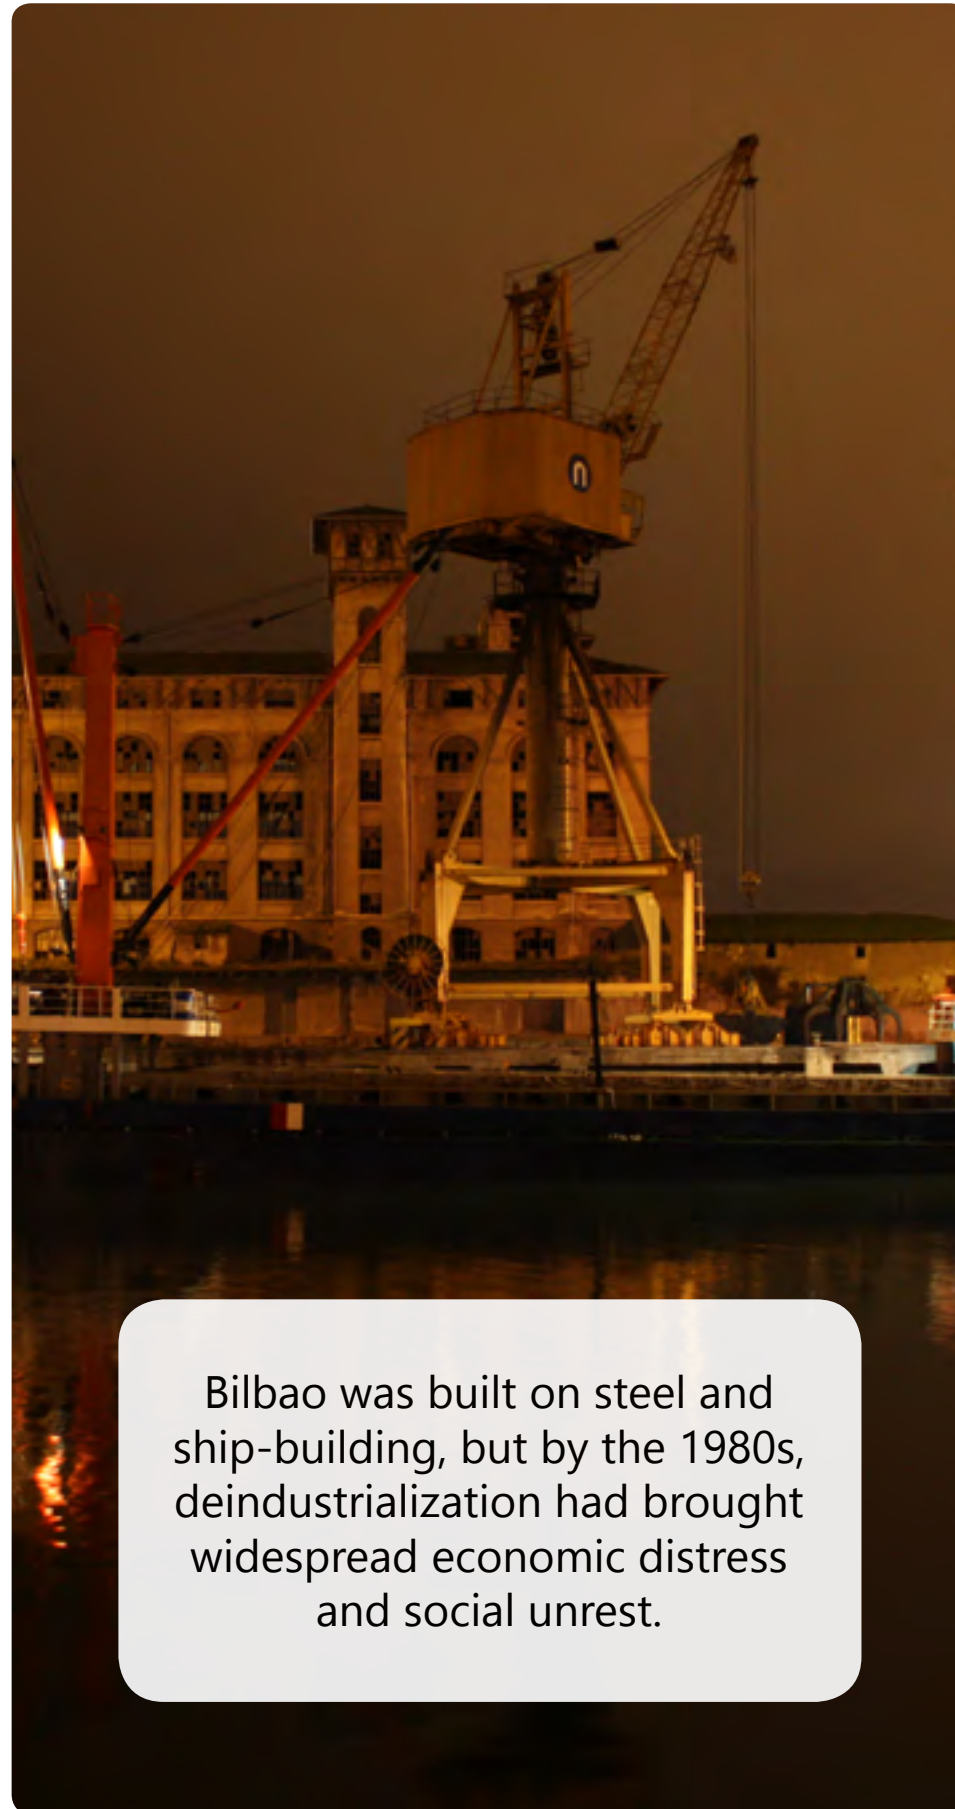 n
Bilbao was built on steel and
ship-building, but by the 1980s,
deindustrialization had brought
widespread economic distress
and social unrest.